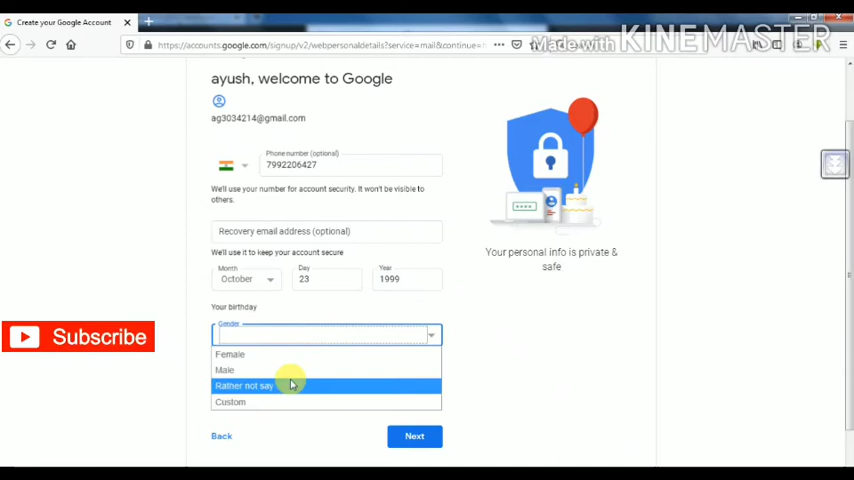 Create your Google Account
https://accounts.google.com/signup/v2/webpersonaldetails?service=mail&continue=
Made with KINEMASTER
ayush, welcome to Google
ag3034214@gmail.com
Phone number (optional)
7992206427
We'll use your number for account security. It won't be visible to
others.
Recovery email address (optional)
We'll use it to keep your account secure
Month
October
Day
23
Year
1999
Your birthday
Gender
Female
Male
Rather not say
Custom
Back
Next
Your personal info is private &
safe
Subscribe